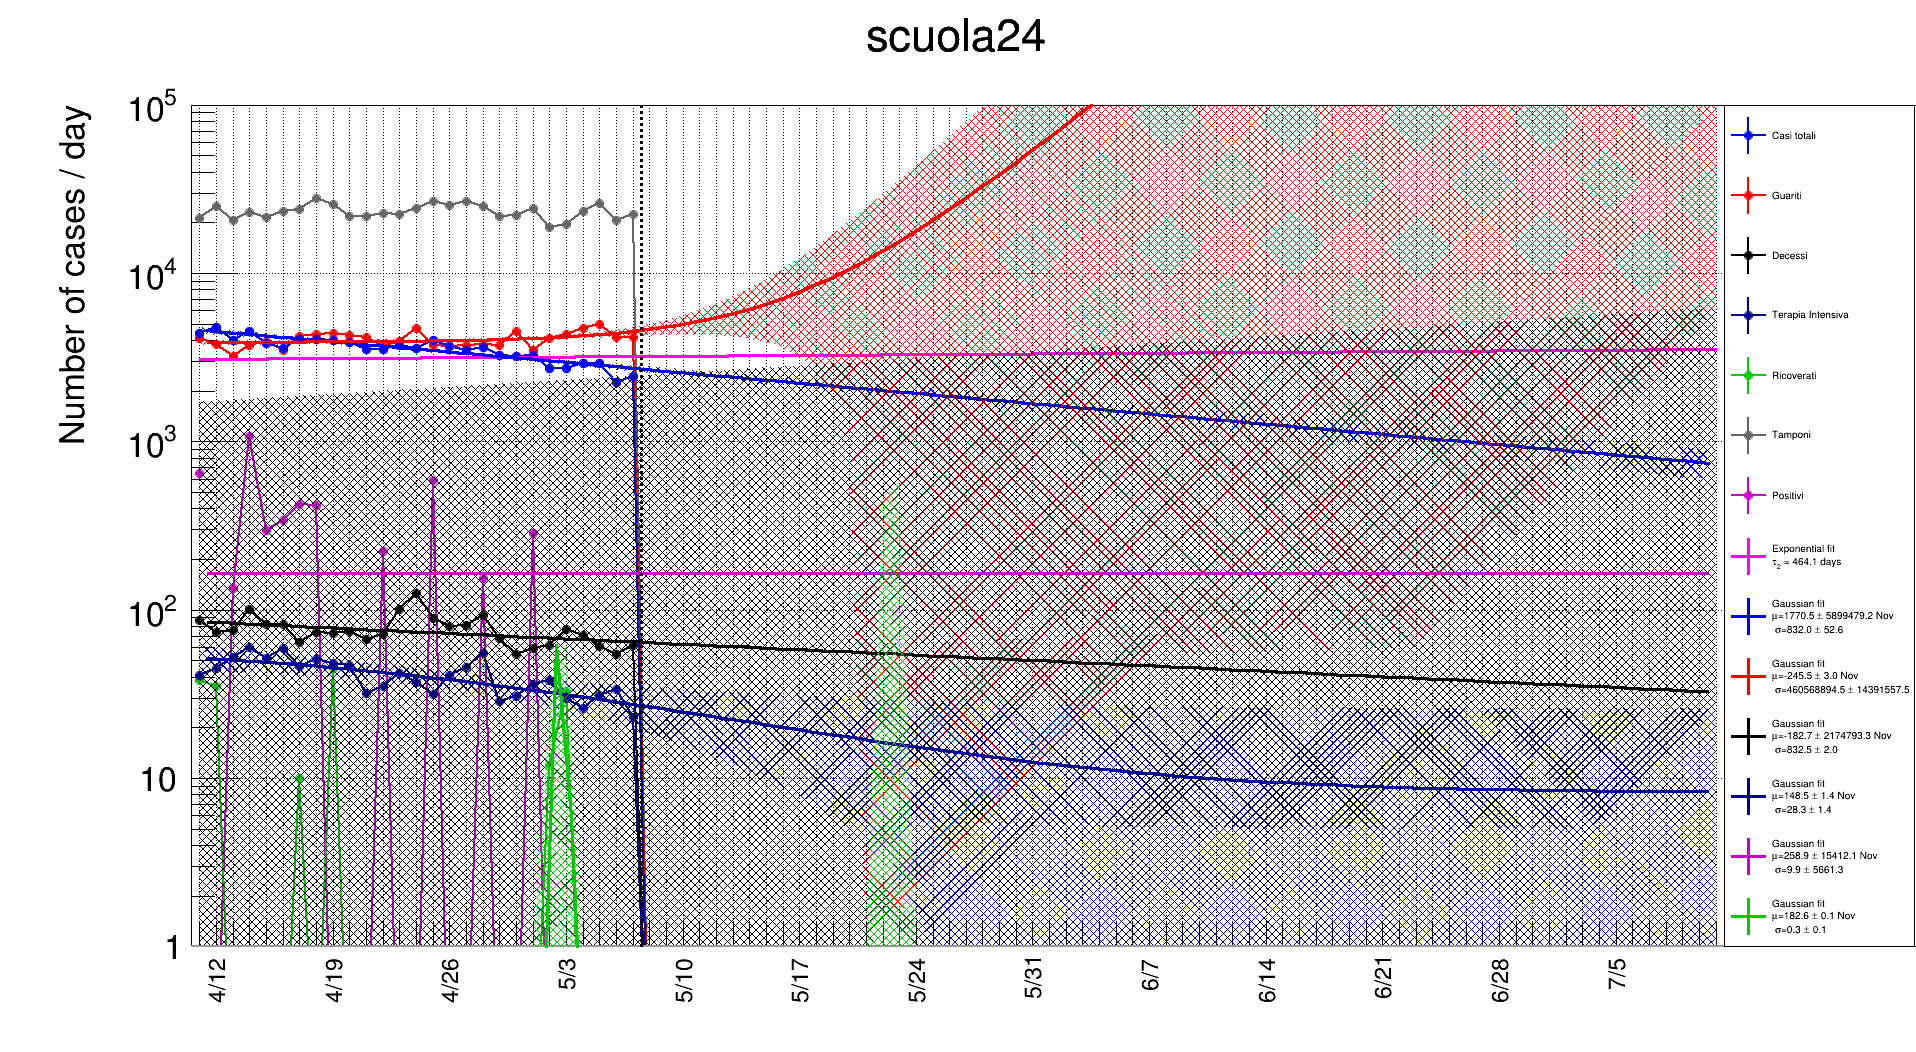 scuola24
Number of cases / day
10^5
10^4
10^3
10^2
10
1
4/12
4/19
4/26
5/3
5/10
5/17
5/24
5/31
6/7
6/14
6/21
6/28
7/5
Casi totali
Guariti
Decessi
Terapia Intensiva
Ricoverati
Tamponi
Positivi
Exponential fit
τ₂ = 464.1 days
Gaussian fit
μ=1770.5 ± 5899479.2 Nov
σ=832.0 ± 52.6
Gaussian fit
μ=-245.5 ± 3.0 Nov
σ=460568894.5 ± 14391557.5
Gaussian fit
μ=-182.7 ± 2174793.3 Nov
σ=832.5 ± 2.0
Gaussian fit
μ=148.5 ± 1.4 Nov
σ=28.3 ± 1.4
Gaussian fit
μ=258.9 ± 15412.1 Nov
σ=9.9 ± 5661.3
Gaussian fit
μ=182.6 ± 0.1 Nov
σ=0.3 ± 0.1